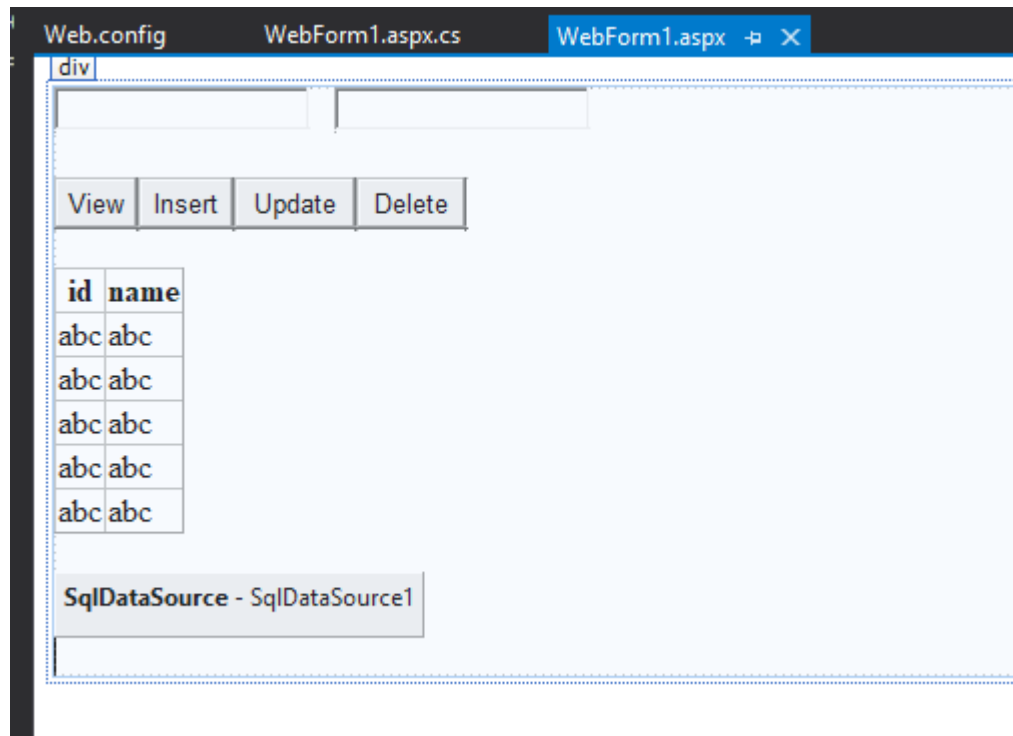 Web.config WebForm1.aspx.cs WebForm1.aspx
div
View Insert Update Delete
id name
abc abc
abc abc
abc abc
abc abc
abc abc
SqlDataSource - SqlDataSource1